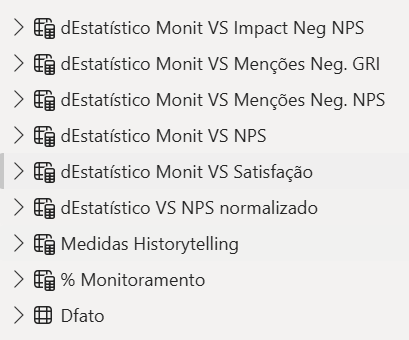 dEstatístico Monit VS Impact Neg NPS
dEstatístico Monit VS Menções Neg. GRI
dEstatístico Monit VS Menções Neg. NPS
dEstatístico Monit VS NPS
dEstatístico Monit VS Satisfação
dEstatístico VS NPS normalizado
Medidas Historytelling
% Monitoramento
Dfato